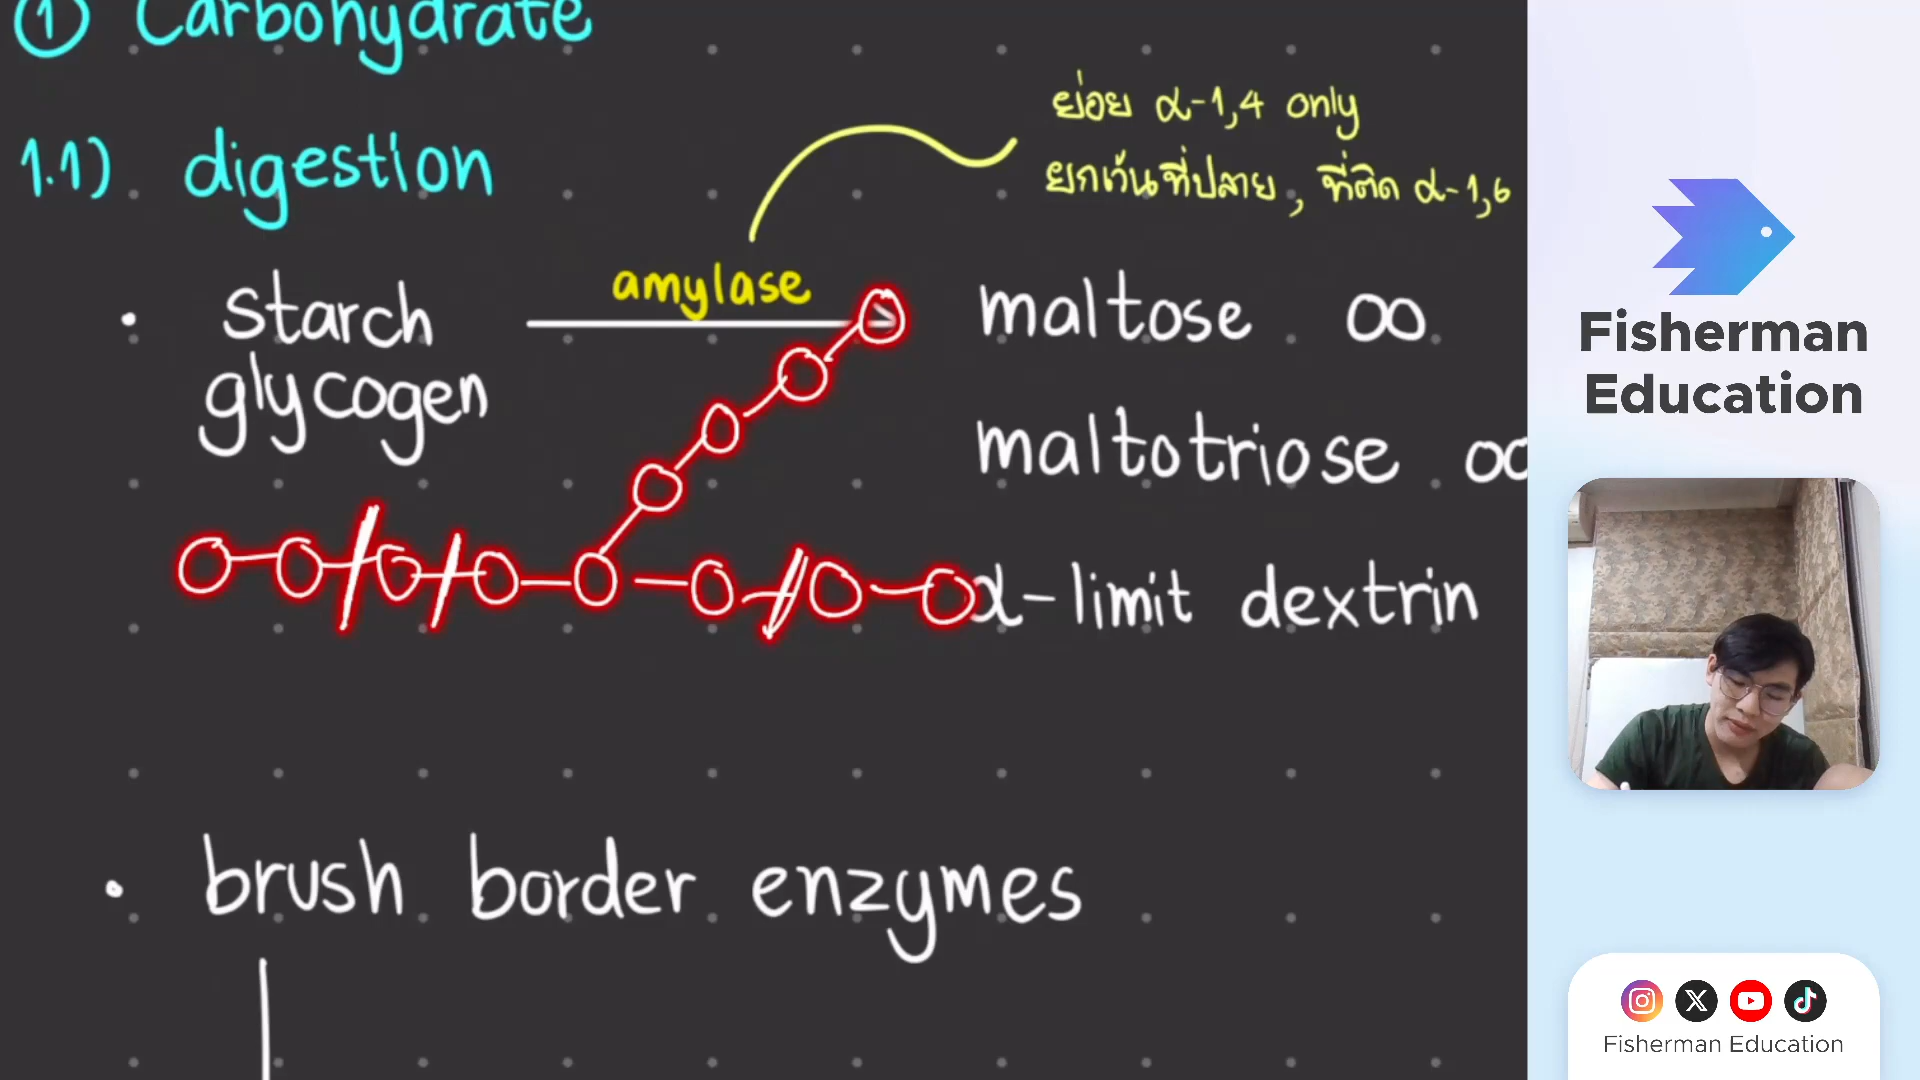 ① Carbohydrate
1.1) digestion
ย่อย α-1,4 only
ยกเว้นที่ปลาย, ที่ติด α-1,6
amylase
• starch
glycogen
maltose
maltotriose
α-limit dextrin
• brush border enzymes
Fisherman
Education
Fisherman Education